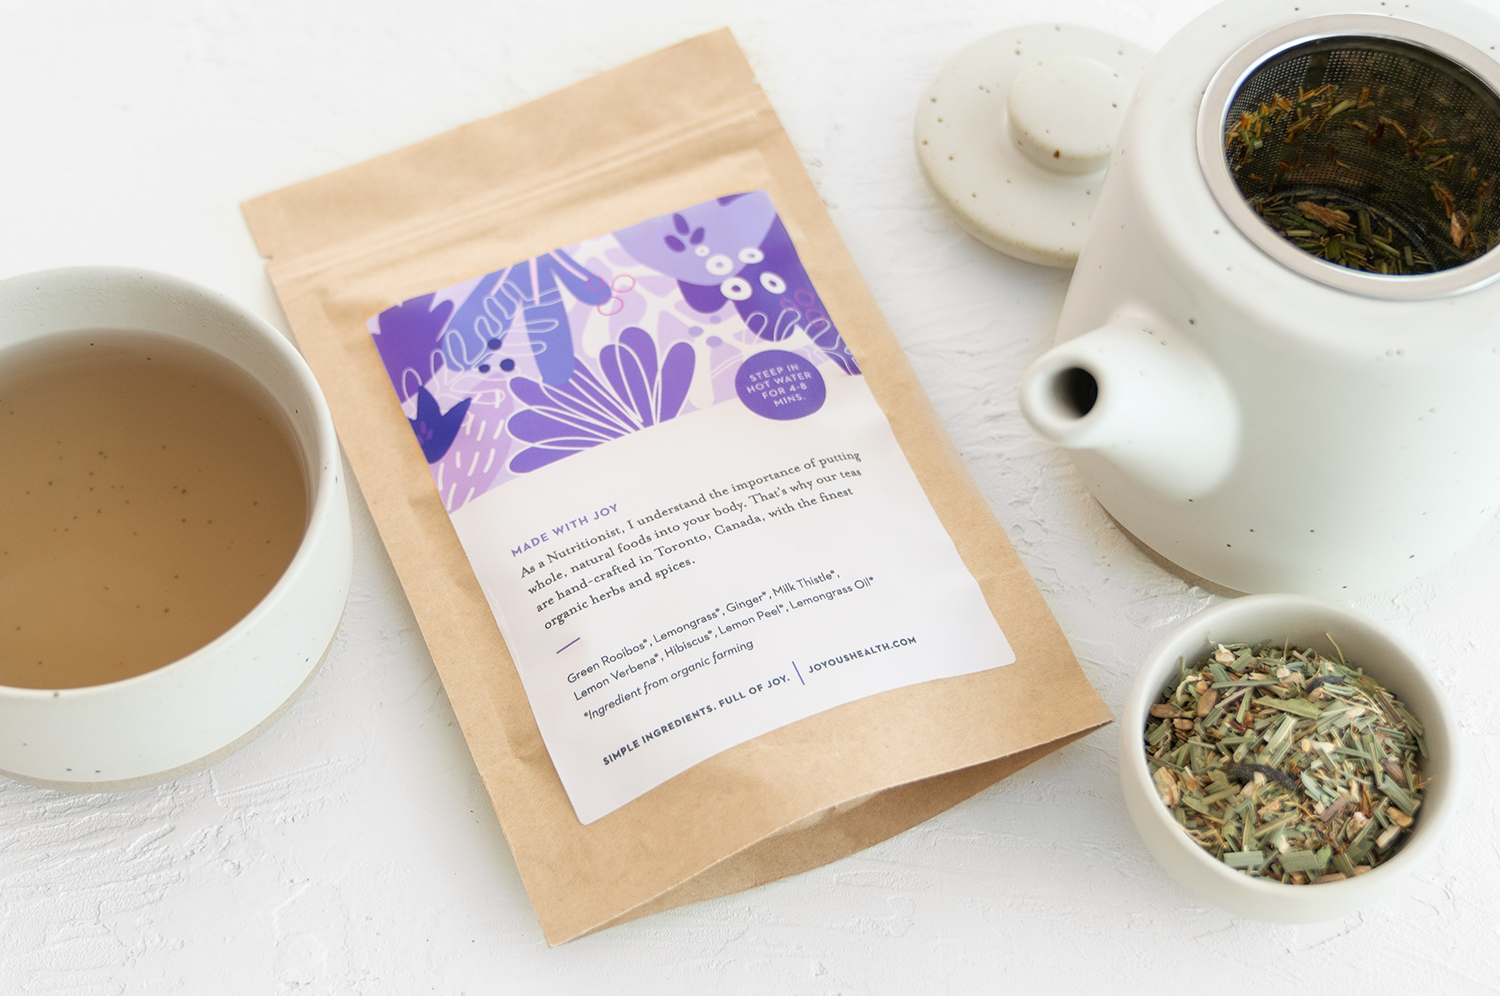 STEEP IN
HOT WATER
FOR 4-8
MINS.
MADE WITH JOY
As a Nutritionist, I understand the importance of putting
whole, natural foods into your body. That's why our teas
are hand-crafted in Toronto, Canada, with the finest
organic herbs and spices.
Green Rooibos*, Lemongrass*, Ginger*, Milk Thistle*,
Lemon Verbena*, Hibiscus*, Lemon Peel*, Lemongrass Oil*
*Ingredient from organic farming
SIMPLE INGREDIENTS. FULL OF JOY. | JOYOUSHEALTH.COM